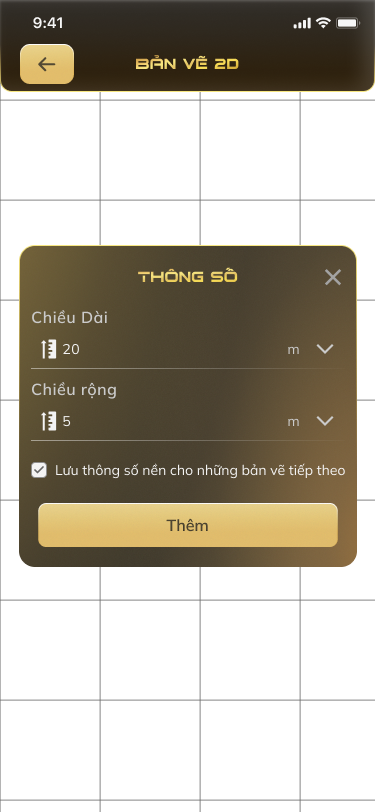 9:41
BẢN VẼ 2D
THÔNG SỐ
Chiều Dài
20 m
Chiều rộng
5 m
Lưu thông số nền cho những bản vẽ tiếp theo
Thêm